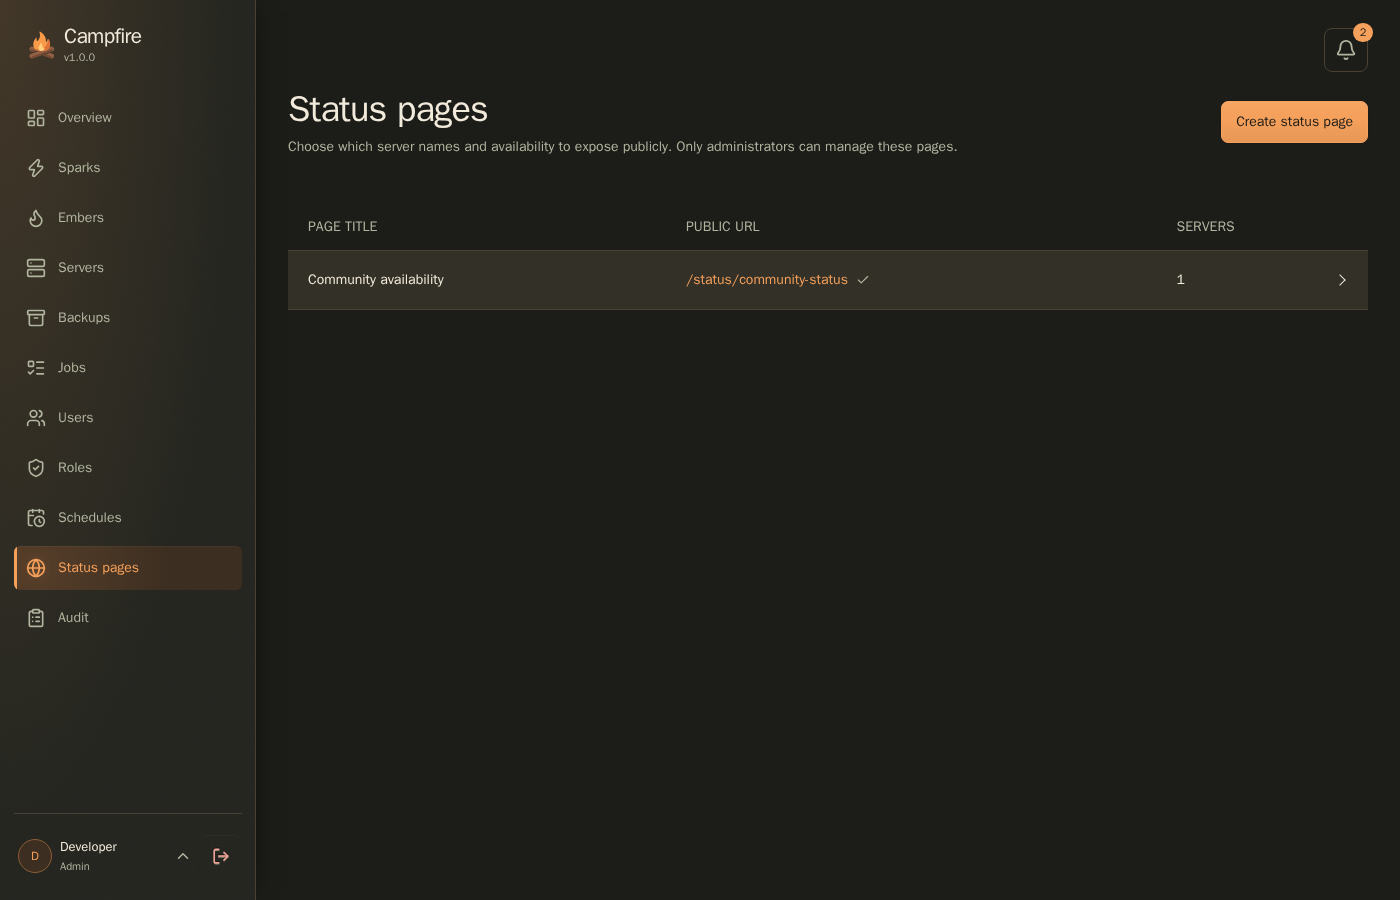 Campfire
v1.0.0
Overview
Sparks
Embers
Servers
Backups
Jobs
Users
Roles
Schedules
Status pages
Audit
D
Developer
Admin
2
Status pages
Choose which server names and availability to expose publicly. Only administrators can manage these pages.
Create status page
PAGE TITLE PUBLIC URL SERVERS
Community availability /status/community-status 1